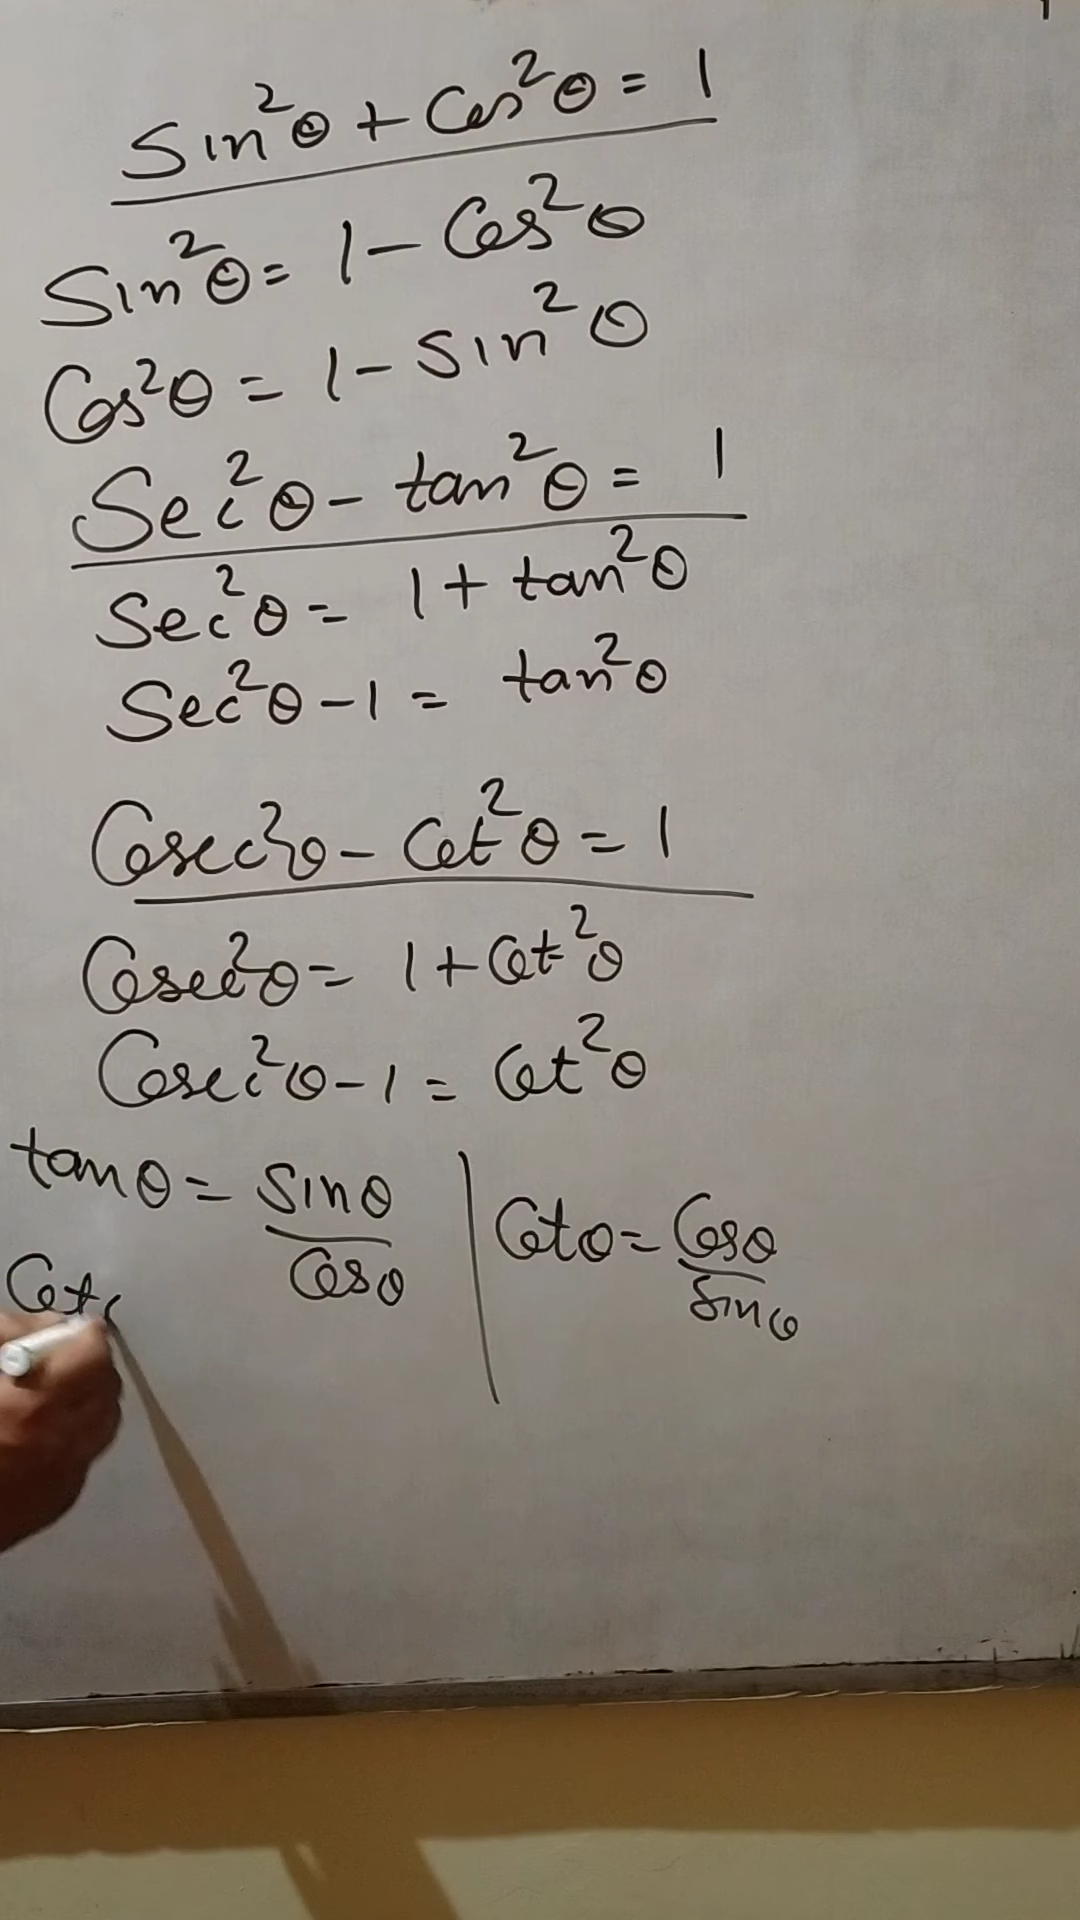 Sin²θ + Cos²θ = 1
Sin²θ = 1 - Cos²θ
Cos²θ = 1 - Sin²θ
Sec²θ - tan²θ = 1
Sec²θ = 1 + tan²θ
Sec²θ - 1 = tan²θ
Cosec²θ - Cot²θ = 1
Cosec²θ = 1 + Cot²θ
Cosec²θ - 1 = Cot²θ
tanθ = Sinθ / Cosθ | Cotθ = Cosθ / Sinθ
Cot